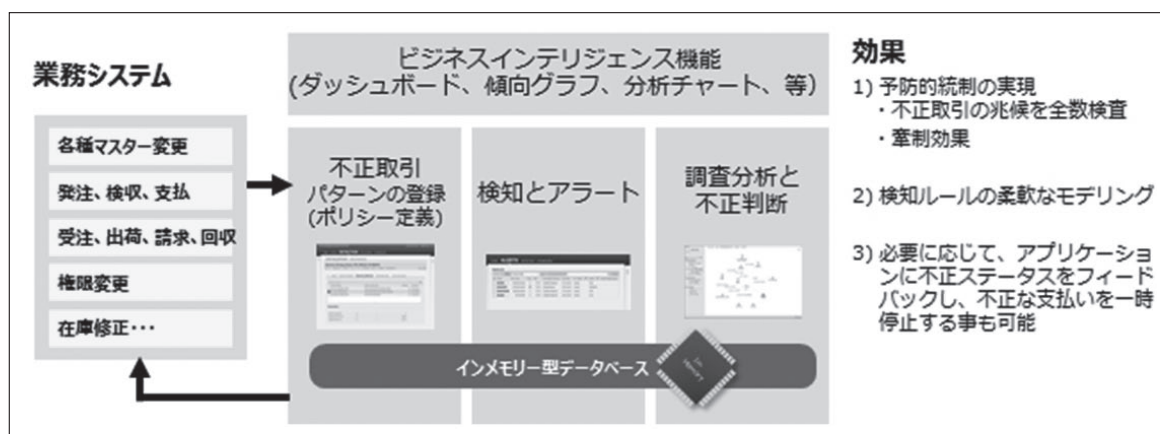 業務システム
各種マスター変更
発注、検収、支払
受注、出荷、請求、回収
権限変更
在庫修正・・・
ビジネスインテリジェンス機能
(ダッシュボード、傾向グラフ、分析チャート、等)
不正取引
パターンの登録
(ポリシー定義)
検知とアラート
調査分析と
不正判断
インメモリー型データベース
In-
Memory
効果
1) 予防的統制の実現
・不正取引の兆候を全数検査
・牽制効果
2) 検知ルールの柔軟なモデリング
3) 必要に応じて、アプリケーショ
ンに不正ステータスをフィード
バックし、不正な支払いを一時
停止する事も可能